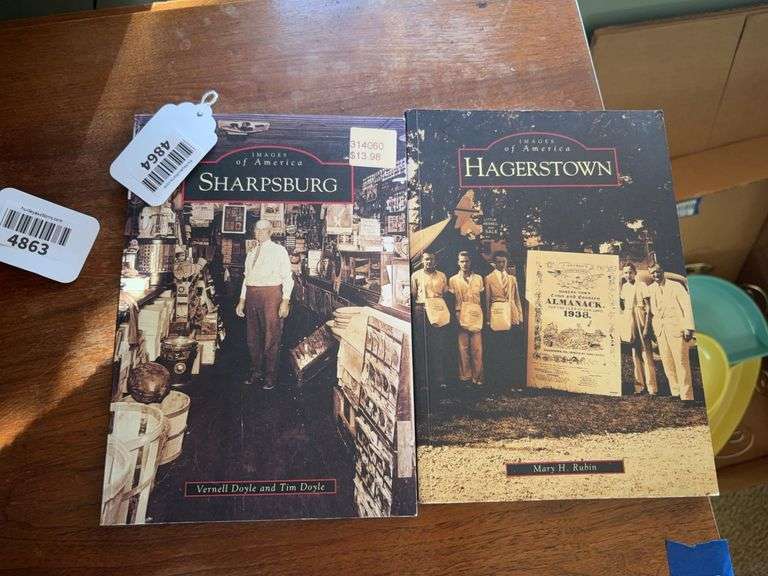 4864
4863
314060
$13.98
IMAGES
of America
SHARPSBURG
Vernell Doyle and Tim Doyle
IMAGES
of America
HAGERSTOWN
ALMANACK,
1938.
Mary H. Rubin